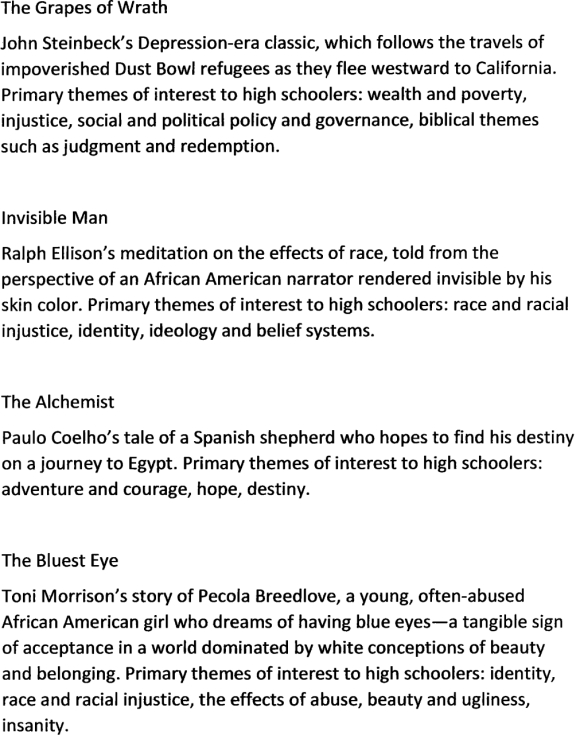 The Grapes of Wrath
John Steinbeck's Depression-era classic, which follows the travels of
impoverished Dust Bowl refugees as they flee westward to California.
Primary themes of interest to high schoolers: wealth and poverty,
injustice, social and political policy and governance, biblical themes
such as judgment and redemption.
Invisible Man
Ralph Ellison's meditation on the effects of race, told from the
perspective of an African American narrator rendered invisible by his
skin color. Primary themes of interest to high schoolers: race and racial
injustice, identity, ideology and belief systems.
The Alchemist
Paulo Coelho's tale of a Spanish shepherd who hopes to find his destiny
on a journey to Egypt. Primary themes of interest to high schoolers:
adventure and courage, hope, destiny.
The Bluest Eye
Toni Morrison's story of Pecola Breedlove, a young, often-abused
African American girl who dreams of having blue eyes—a tangible sign
of acceptance in a world dominated by white conceptions of beauty
and belonging. Primary themes of interest to high schoolers: identity,
race and racial injustice, the effects of abuse, beauty and ugliness,
insanity.